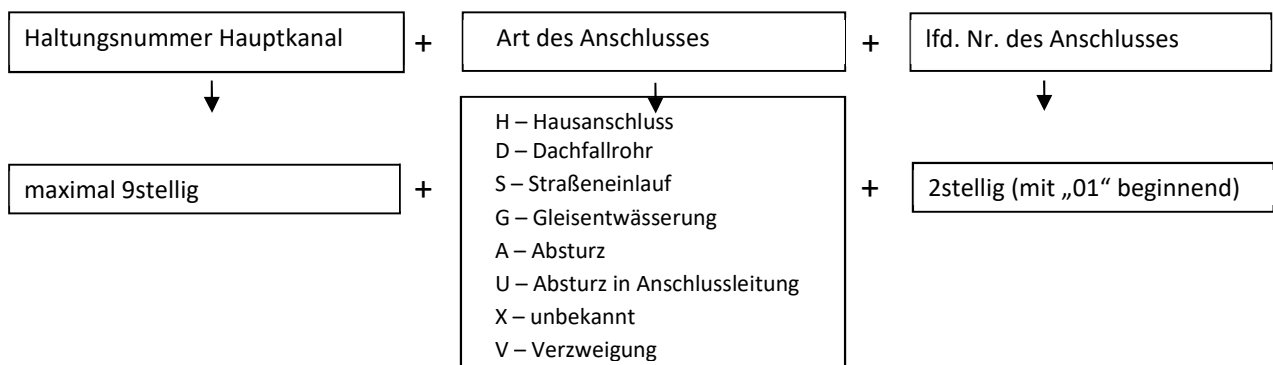 Haltungsnummer Hauptkanal + Art des Anschlusses + lfd. Nr. des Anschlusses
maximal 9stellig +
H – Hausanschluss
D – Dachfallrohr
S – Straßeneinlauf
G – Gleisentwässerung
A – Absturz
U – Absturz in Anschlussleitung
X – unbekannt
V – Verzweigung
+ 2stellig (mit „01“ beginnend)